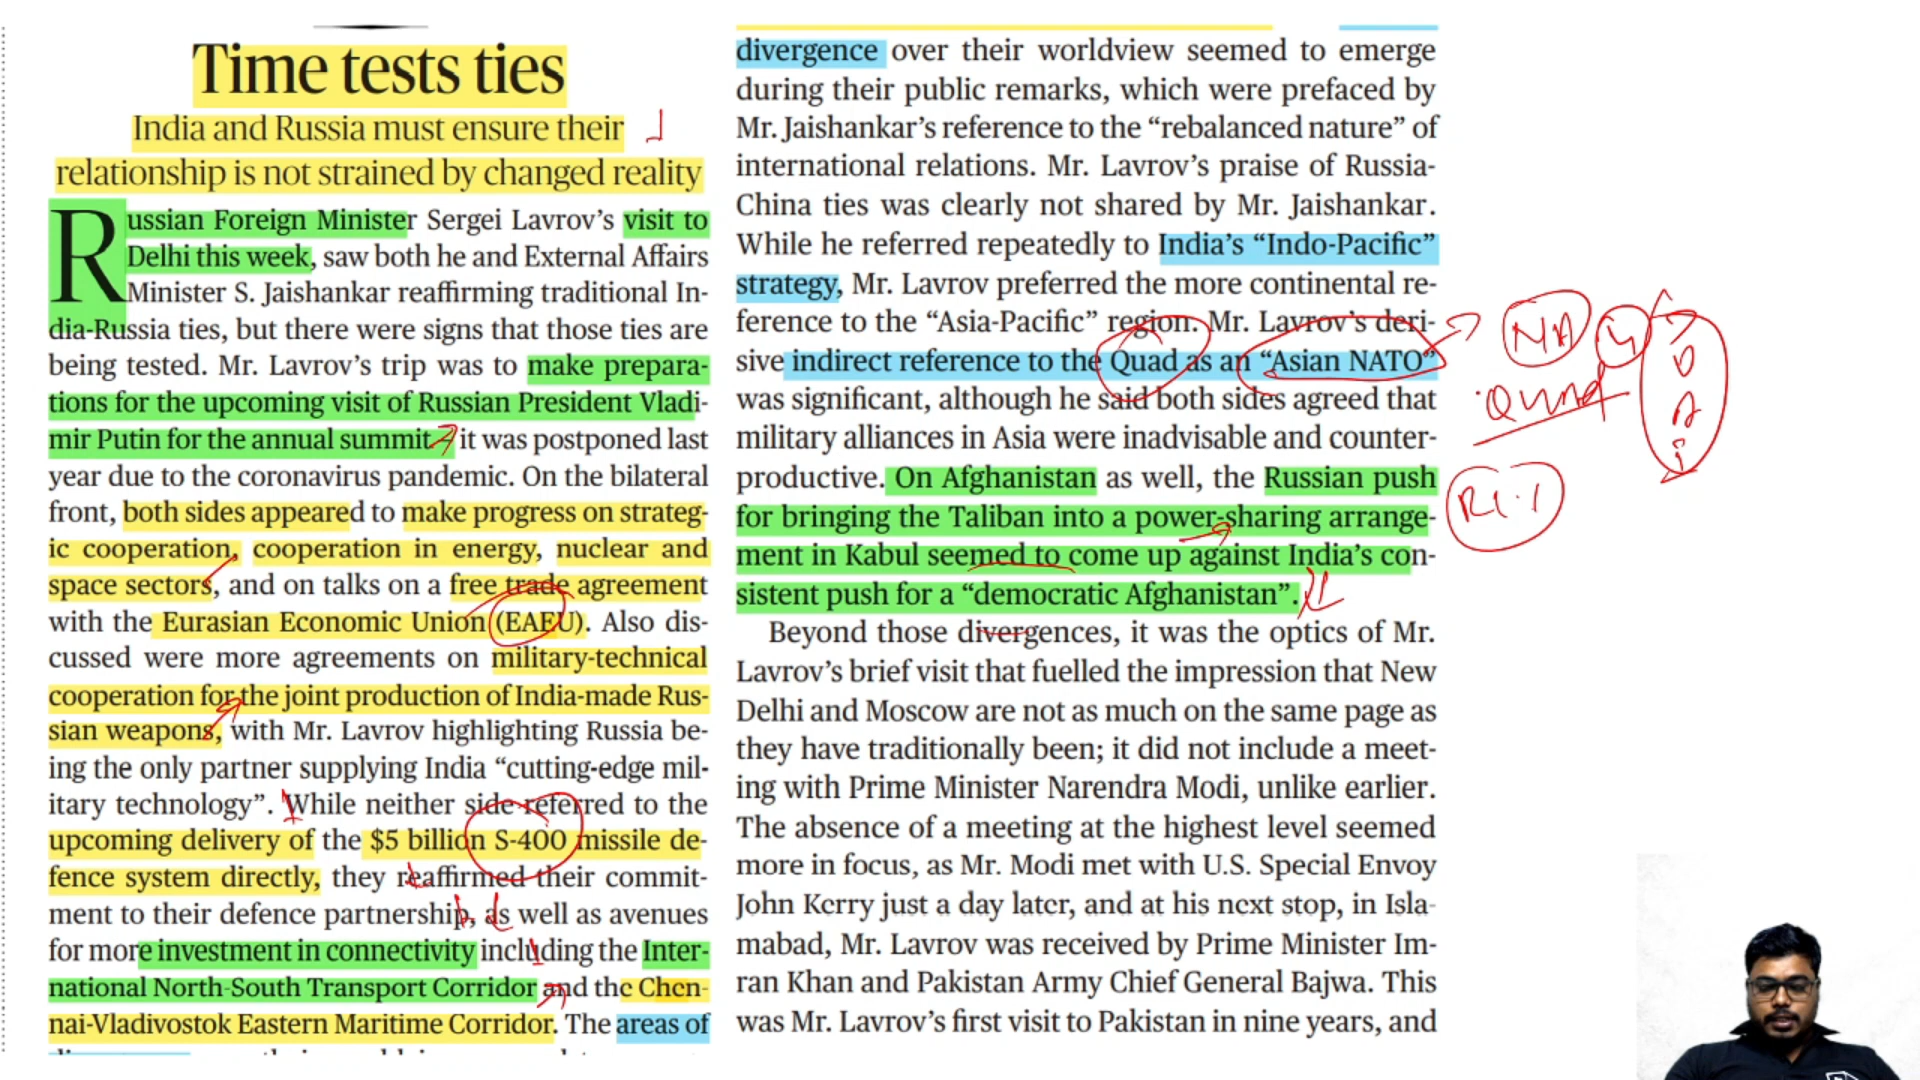 Time tests ties
India and Russia must ensure their
relationship is not strained by changed reality
Russian Foreign Minister Sergei Lavrov’s visit to
Delhi this week, saw both he and External Affairs
Minister S. Jaishankar reaffirming traditional In-
dia-Russia ties, but there were signs that those ties are
being tested. Mr. Lavrov’s trip was to make prepara-
tions for the upcoming visit of Russian President Vladi-
mir Putin for the annual summit it was postponed last
year due to the coronavirus pandemic. On the bilateral
front, both sides appeared to make progress on strateg-
ic cooperation, cooperation in energy, nuclear and
space sectors, and on talks on a free trade agreement
with the Eurasian Economic Union (EAEU). Also dis-
cussed were more agreements on military-technical
cooperation for the joint production of India-made Rus-
sian weapons, with Mr. Lavrov highlighting Russia be-
ing the only partner supplying India “cutting-edge mil-
itary technology”. While neither side referred to the
upcoming delivery of the $5 billion S-400 missile de-
fence system directly, they reaffirmed their commit-
ment to their defence partnership, as well as avenues
for more investment in connectivity including the Inter-
national North-South Transport Corridor and the Chen-
nai-Vladivostok Eastern Maritime Corridor. The areas of
divergence over their worldview seemed to emerge
during their public remarks, which were prefaced by
Mr. Jaishankar’s reference to the “rebalanced nature” of
international relations. Mr. Lavrov’s praise of Russia-
China ties was clearly not shared by Mr. Jaishankar.
While he referred repeatedly to India’s “Indo-Pacific”
strategy, Mr. Lavrov preferred the more continental re-
ference to the “Asia-Pacific” region. Mr. Lavrov’s deri-
sive indirect reference to the Quad as an “Asian NATO”
was significant, although he said both sides agreed that
military alliances in Asia were inadvisable and counter-
productive. On Afghanistan as well, the Russian push
for bringing the Taliban into a power-sharing arrange-
ment in Kabul seemed to come up against India’s con-
sistent push for a “democratic Afghanistan”.
Beyond those divergences, it was the optics of Mr.
Lavrov’s brief visit that fuelled the impression that New
Delhi and Moscow are not as much on the same page as
they have traditionally been; it did not include a meet-
ing with Prime Minister Narendra Modi, unlike earlier.
The absence of a meeting at the highest level seemed
more in focus, as Mr. Modi met with U.S. Special Envoy
John Kerry just a day later, and at his next stop, in Isla-
mabad, Mr. Lavrov was received by Prime Minister Im-
ran Khan and Pakistan Army Chief General Bajwa. This
was Mr. Lavrov’s first visit to Pakistan in nine years, and
Quad